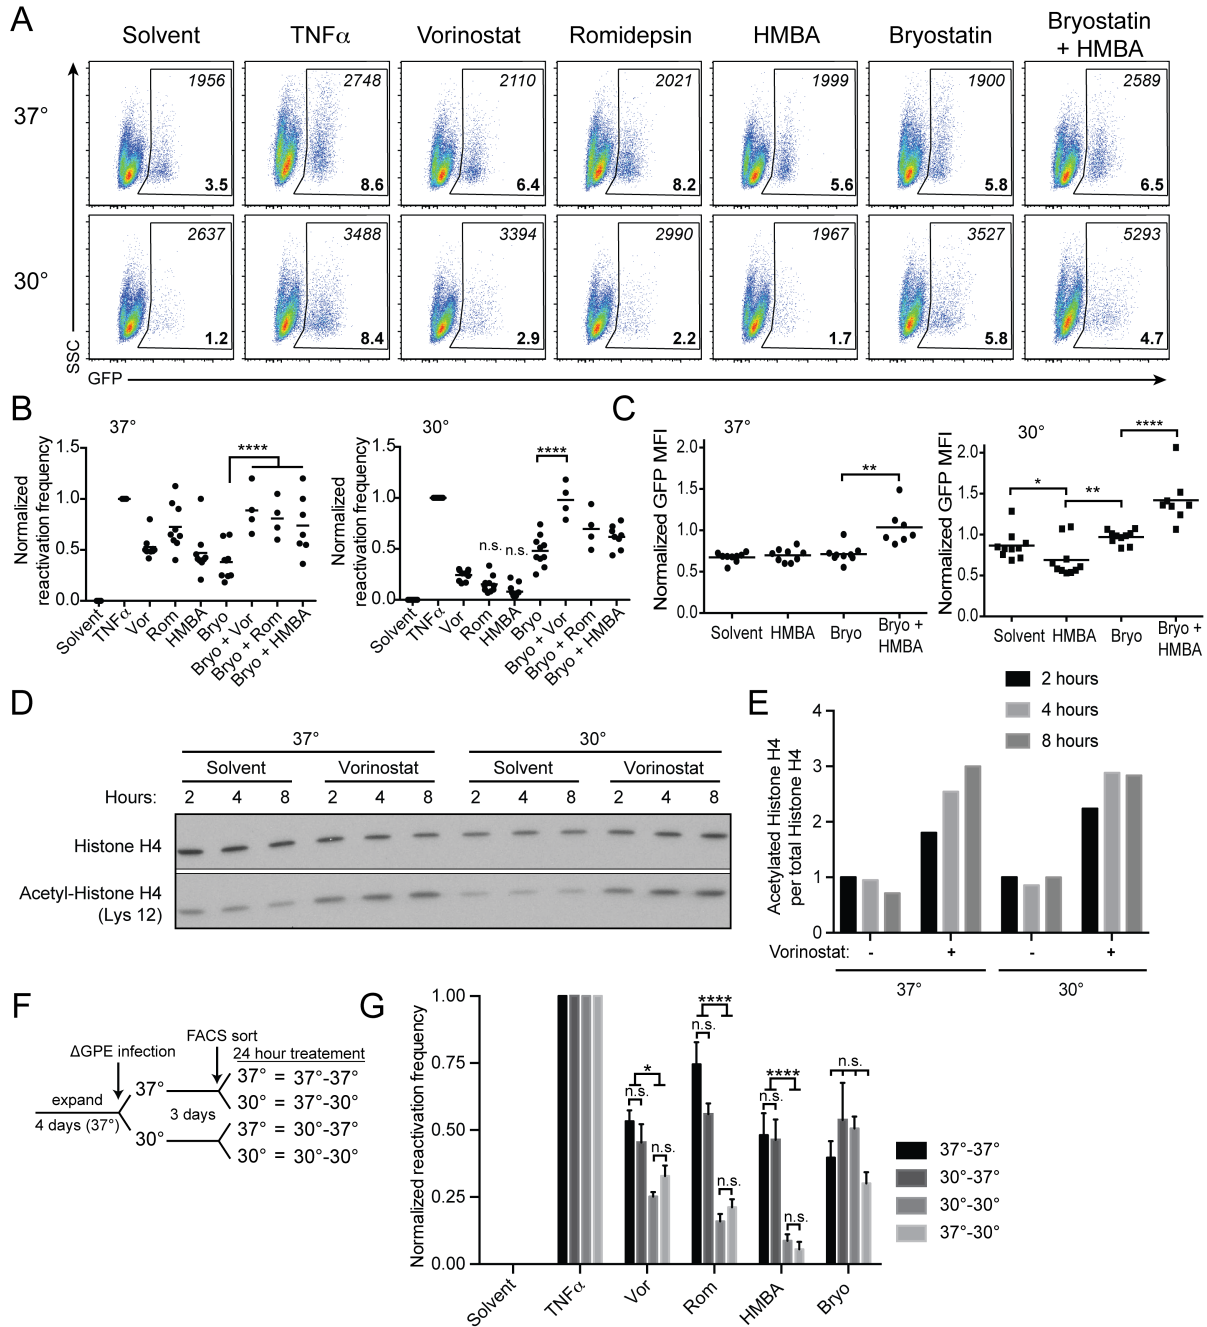 A
Solvent TNFα Vorinostat Romidepsin HMBA Bryostatin Bryostatin + HMBA
37°
1956 2748 2110 2021 1999 1900 2589
3.5 8.6 6.4 8.2 5.6 5.8 6.5
30°
2637 3488 3394 2990 1967 3527 5293
1.2 8.4 2.9 2.2 1.7 5.8 4.7
SSC
GFP
B
37°
Normalized
reactivation frequency
1.5
1.0
0.5
0.0
****
Solvent TNFα Vor Rom HMBA Bryo Bryo + Vor Bryo + Rom Bryo + HMBA
30°
Normalized
reactivation frequency
1.5
1.0
0.5
0.0
n.s. n.s. ****
Solvent TNFα Vor Rom HMBA Bryo Bryo + Vor Bryo + Rom Bryo + HMBA
C
37°
Normalized GFP MFI
2.0
1.5
1.0
0.5
0.0
**
Solvent HMBA Bryo Bryo +
HMBA
30°
Normalized GFP MFI
2.0
1.5
1.0
0.5
0.0
* ** ****
Solvent HMBA Bryo Bryo +
HMBA
D
37° 30°
Solvent Vorinostat Solvent Vorinostat
Hours: 2 4 8 2 4 8 2 4 8 2 4 8
Histone H4
Acetyl-Histone H4
(Lys 12)
E
2 hours
4 hours
8 hours
Acetylated Histone H4
per total Histone H4
4
3
2
1
0
Vorinostat: - + - +
37° 30°
F
ΔGPE infection
FACS sort
24 hour treatement
expand
4 days (37°)
37°
30°
3 days
37° = 37°-37°
30° = 37°-30°
37° = 30°-37°
30° = 30°-30°
G
Normalized reactivation frequency
1.00
0.75
0.50
0.25
0.00
* n.s. n.s.
**** n.s. n.s.
**** n.s. n.s.
n.s.
Solvent TNFα Vor Rom HMBA Bryo
37°-37°
30°-37°
30°-30°
37°-30°